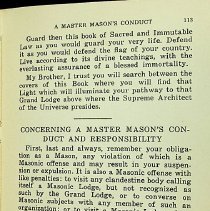 A MASTER MASON'S CONDUCT 113
Guard then this book of Sacred and Immutable
Law as you would guard your very life. Defend
it as you would defend the flag of your country.
Live according to its divine teachings, with the
everlasting assurance of a blessed immortality.
My Brother, I trust you will search between the
covers of this Book where you will find that
Light which will illuminate your pathway to that
Grand Lodge above where the Supreme Architect
of the Universe presides.
CONCERNING A MASTER MASON'S CON-
DUCT AND RESPONSIBILITY
First, last and always, remember your obliga-
tion as a Mason, any violation of which is a
Masonic offense and may result in your suspen-
sion or expulsion. It is also a Masonic offense with
like penalties: to visit any clandestine body calling
itself a Masonic Lodge, but not recognized as
such by the Grand Lodge, or to converse on
Masonic subjects with any member of such an
organization: or to visit a Masonic